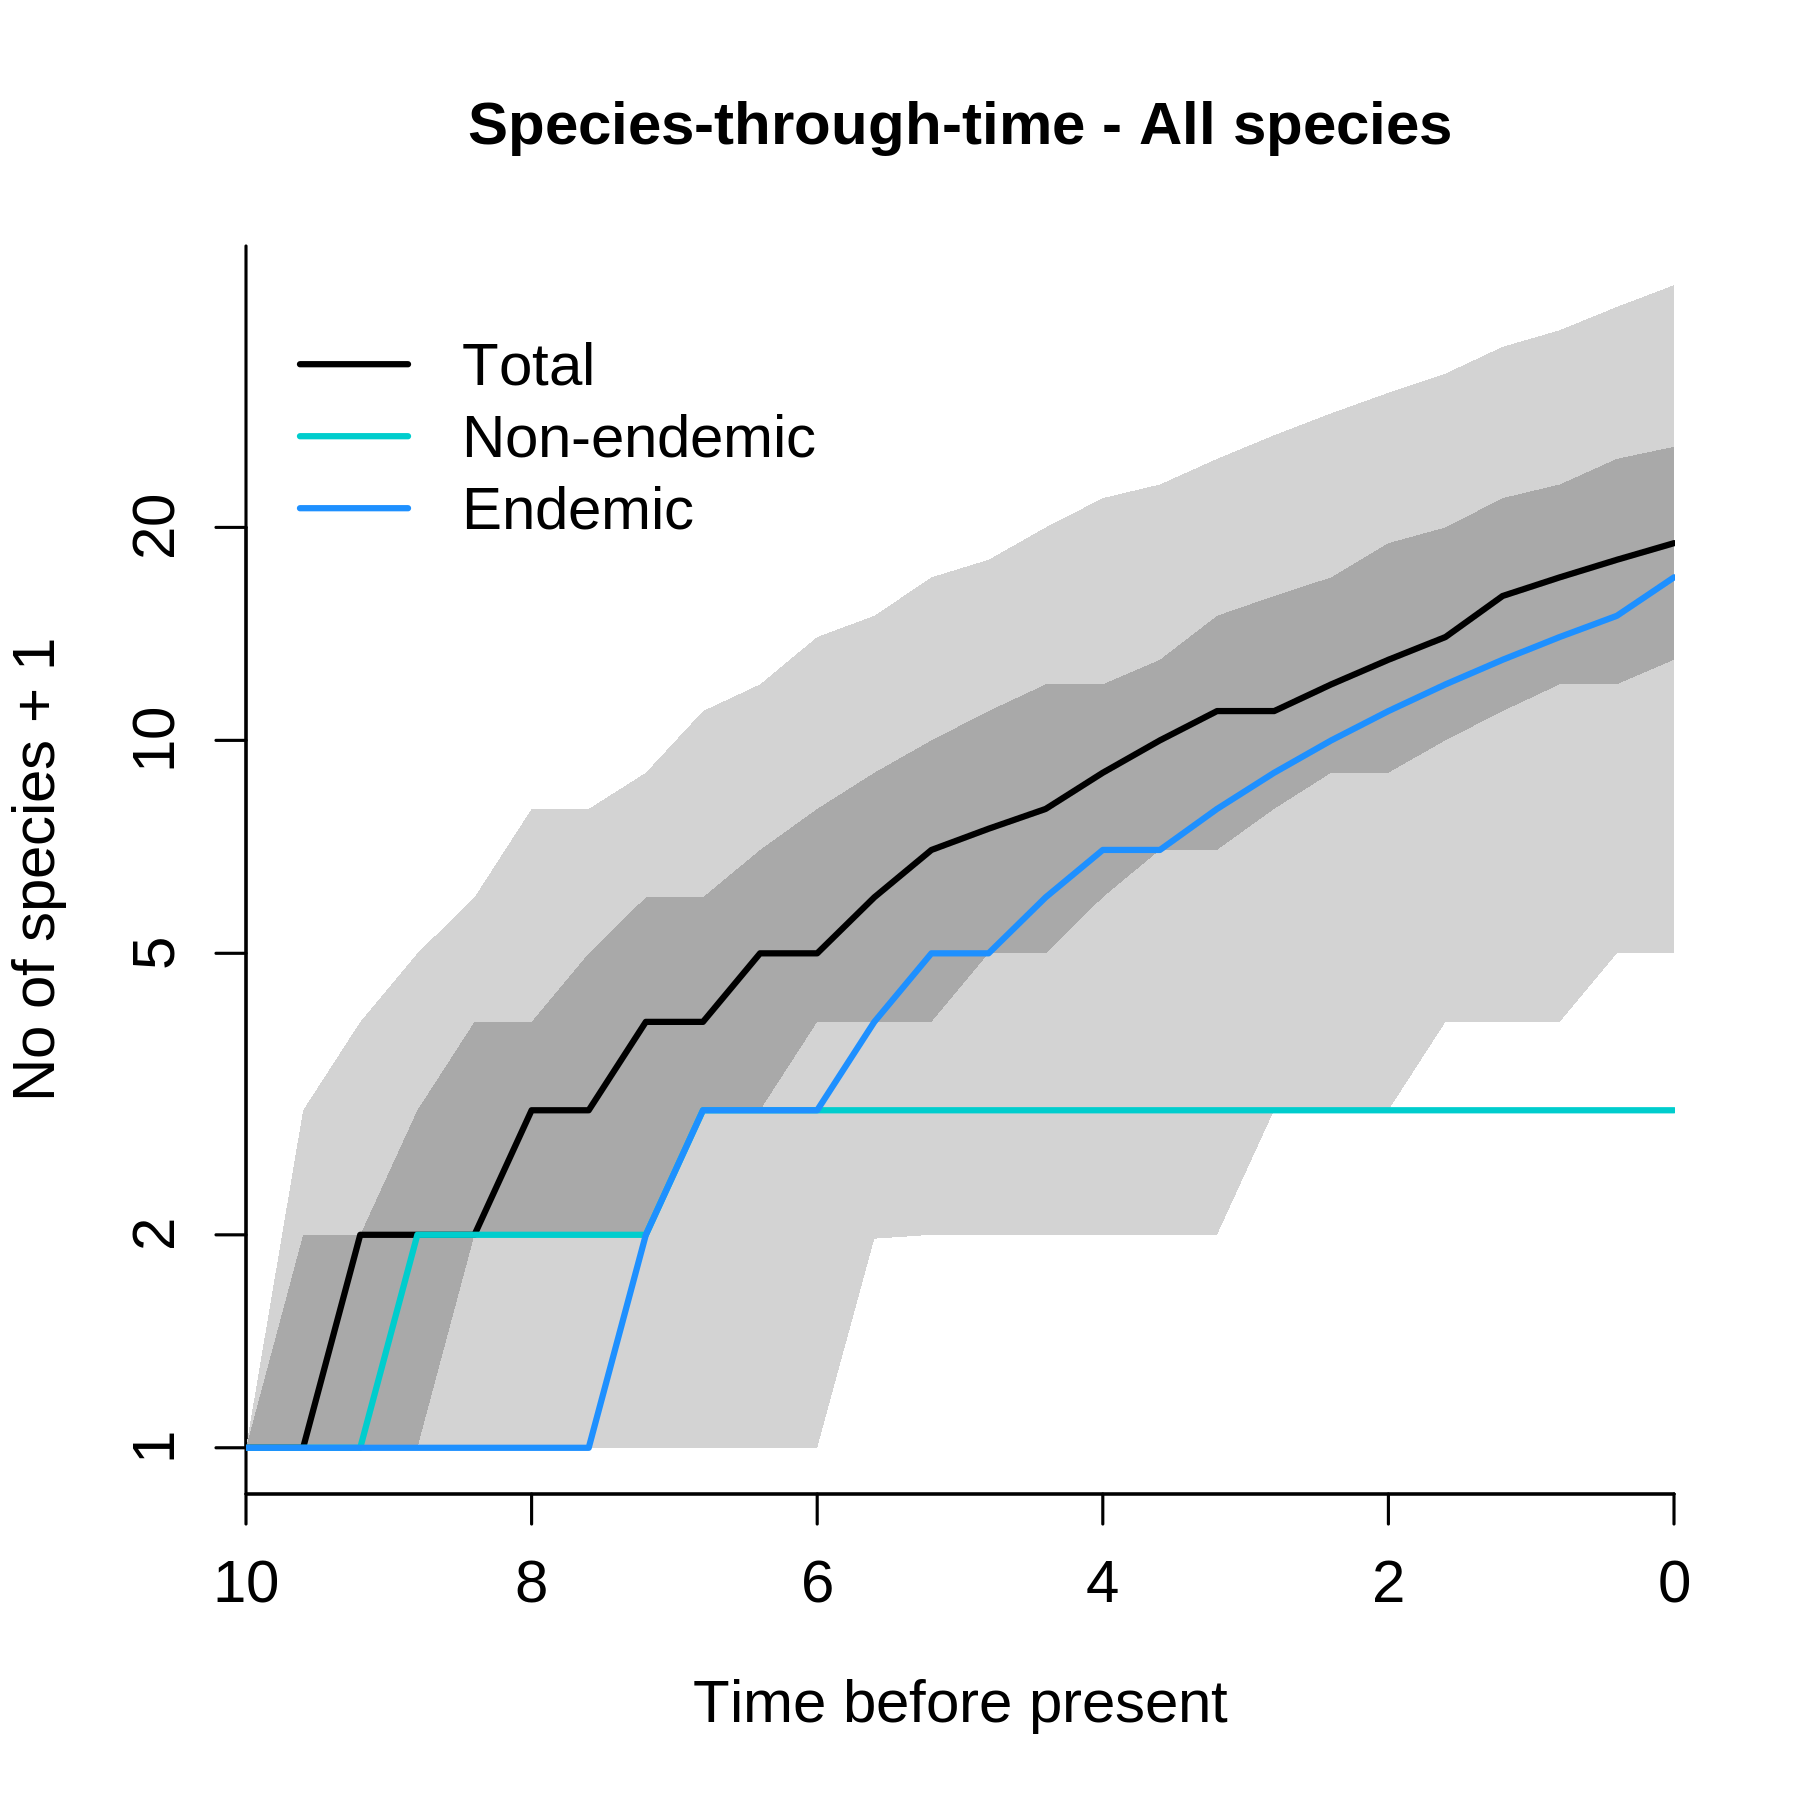 Species-through-time - All species
Total
Non-endemic
Endemic
No of species + 1
20
10
5
2
1
10 8 6 4 2 0
Time before present